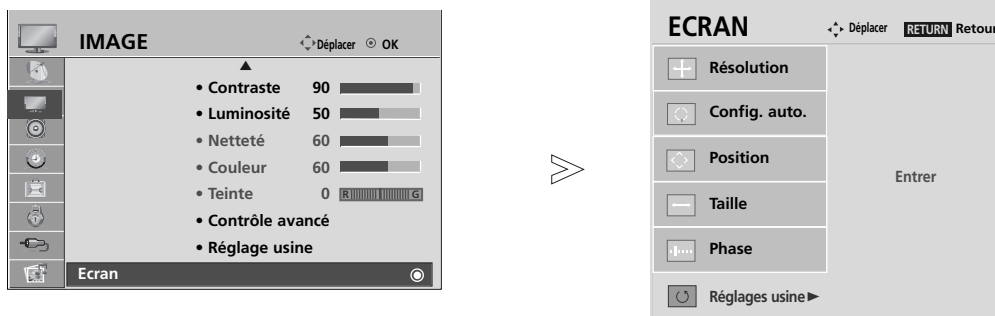 IMAGE
Déplacer OK
• Contraste 90
• Luminosité 50
• Netteté 60
• Couleur 60
• Teinte 0 R G
• Contrôle avancé
• Réglage usine
Ecran
ECRAN
Déplacer RETURN Retour
Résolution
Config. auto.
Position
Taille
Phase
Réglages usine
Entrer